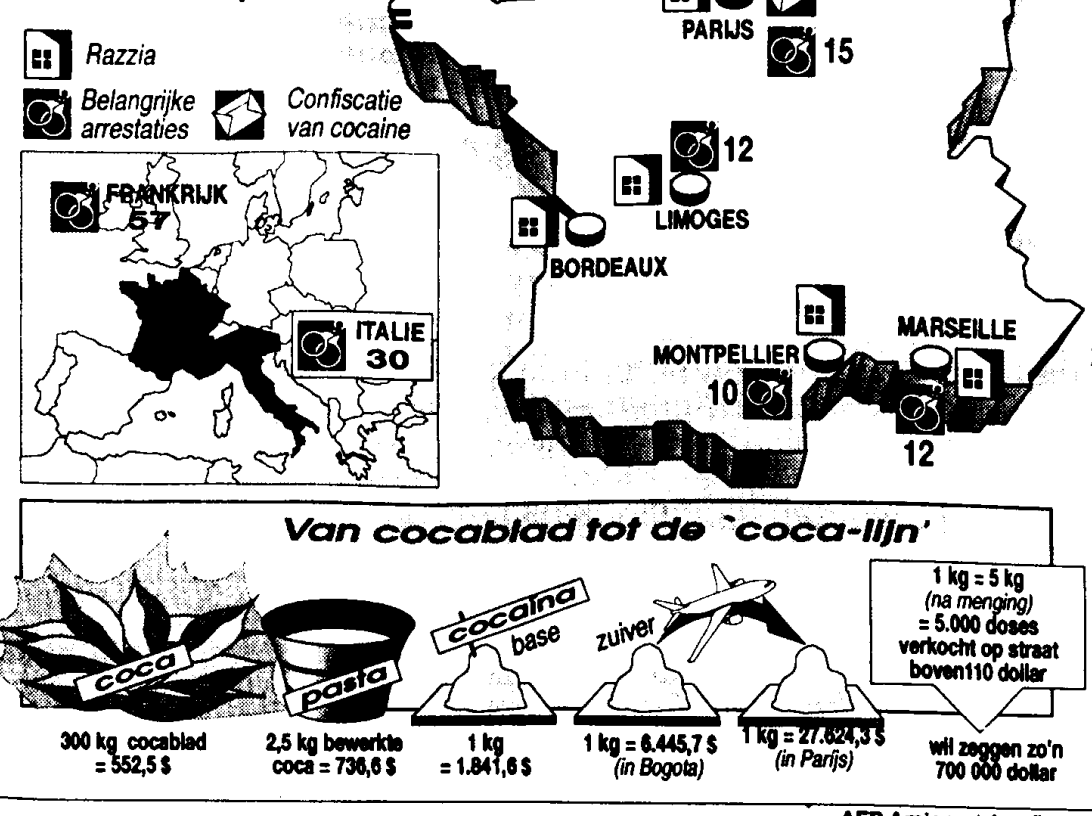 PARIJS
15
Razzia
Belangrijke
arrestaties
Confiscatie
van cocaine
12
LIMOGES
BORDEAUX
FRANKRIJK
57
ITALIE
30
MARSEILLE
MONTPELLIER
10
12
Van cocablad tot de `coca-lijn'
coca
pasta
cocaïna
base
zuiver
1 kg = 5 kg
(na menging)
= 5.000 doses
verkocht op straat
boven110 dollar
300 kg cocablad
= 552,5 $
2,5 kg bewerkte
coca = 736,6 $
1 kg
= 1.841,6 $
1 kg = 6.445,7 $
(in Bogota)
1 kg = 27.624,3 $
(in Parijs)
wil zeggen zo'n
700 000 dollar